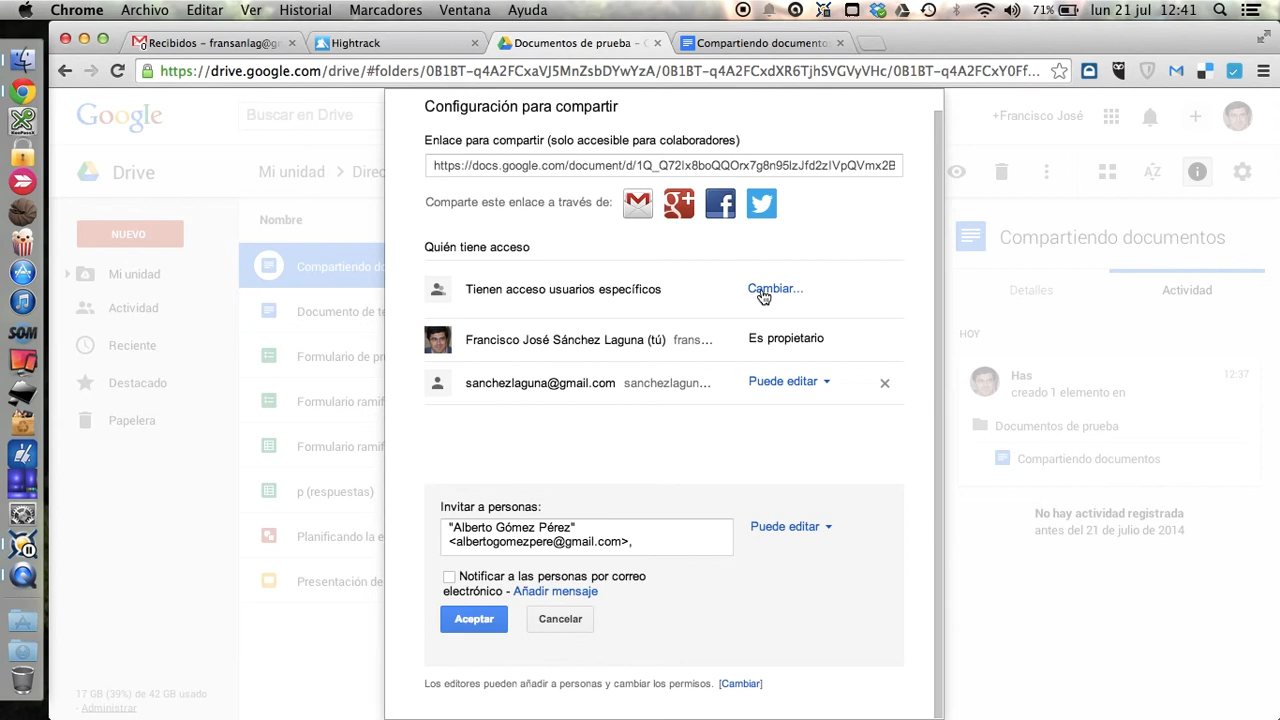 Chrome Archivo Editar Ver Historial Marcadores Ventana Ayuda 71% lun 21 jul 12:41
Recibidos – fransanlag@g
Hightrack
Documentos de prueba –
Compartiendo documento
https://drive.google.com/drive/#folders/0B1BT-q4A2FCxaVJ5MnZsbDYwYzA/0B1BT-q4A2FCxdXR6TjhSVGVyVHc/0B1BT-q4A2FCxY0Ff...
Google
Buscar en Drive
+Francisco José
Drive
Mi unidad
Direc
NUEVO
Mi unidad
Actividad
Reciente
Destacado
Papelera
17 GB (39%) de 42 GB usado
- Administrar
Nombre
Compartiendo do
Documento de te
Formulario de pr
Formulario ramif
Formulario ramif
p (respuestas)
Planificando la e
Presentación de
Configuración para compartir
Enlace para compartir (solo accesible para colaboradores)
https://docs.google.com/document/d/1Q_Q72Ix8boQQOrx7g8n95lzJfd2zIVpQVmx2B
Comparte este enlace a través de:
Quién tiene acceso
Tienen acceso usuarios específicos Cambiar...
Francisco José Sánchez Laguna (tú) frans... Es propietario
sanchezlaguna@gmail.com sanchezlagun... Puede editar
Invitar a personas:
"Alberto Gómez Pérez"
<albertogomezpere@gmail.com>,
Puede editar
Notificar a las personas por correo
electrónico - Añadir mensaje
Aceptar Cancelar
Los editores pueden añadir a personas y cambiar los permisos. [Cambiar]
Compartiendo documentos
Detalles Actividad
HOY
Has 12:37
creado 1 elemento en
Documentos de prueba
Compartiendo documentos
No hay actividad registrada
antes del 21 de julio de 2014
SOM